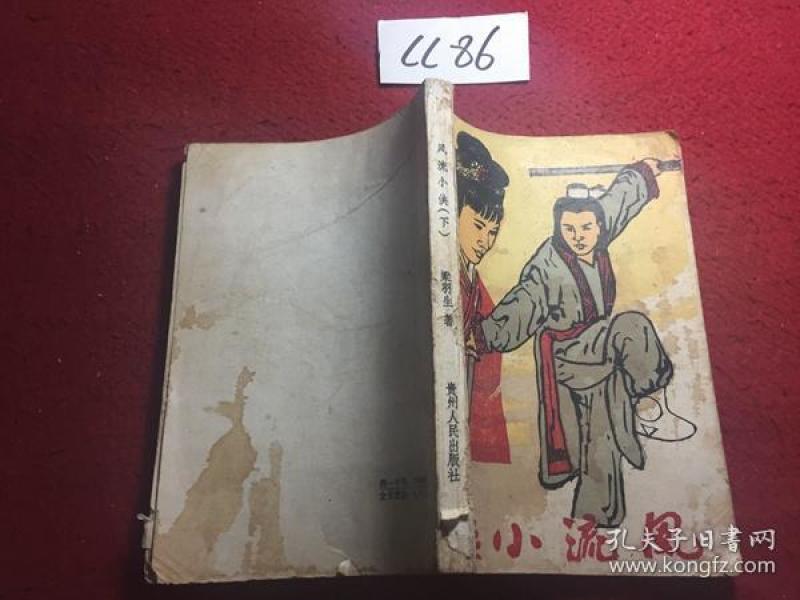 LL86
风流小侠(下)
梁羽生著
贵州人民出版社
风流小
孔夫子旧书网
www.kongfz.com